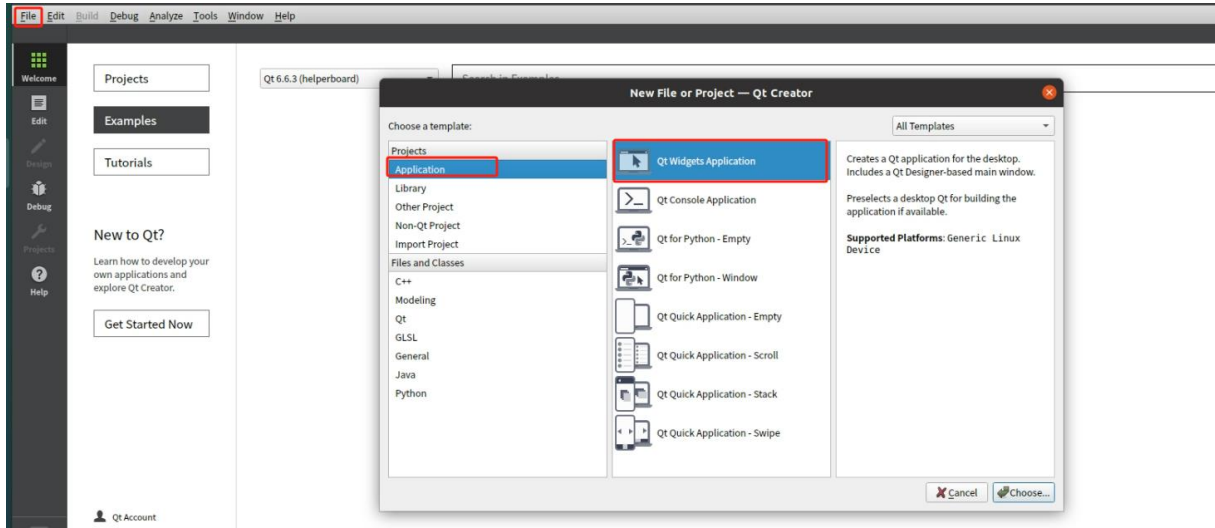 File Edit Build Debug Analyze Tools Window Help
Welcome
Edit
Design
Debug
Projects
Help
Projects
Examples
Tutorials
New to Qt?
Learn how to develop your
own applications and
explore Qt Creator.
Get Started Now
Qt Account
Qt 6.6.3 (helperboard)
Search in Examples
New File or Project — Qt Creator
Choose a template:
All Templates
Projects
Application
Library
Other Project
Non-Qt Project
Import Project
Files and Classes
C++
Modeling
Qt
GLSL
General
Java
Python
Qt Widgets Application
Qt Console Application
Qt for Python - Empty
Qt for Python - Window
Qt Quick Application - Empty
Qt Quick Application - Scroll
Qt Quick Application - Stack
Qt Quick Application - Swipe
Creates a Qt application for the desktop.
Includes a Qt Designer-based main window.
Preselects a desktop Qt for building the
application if available.
Supported Platforms: Generic Linux
Device
Cancel
Choose...